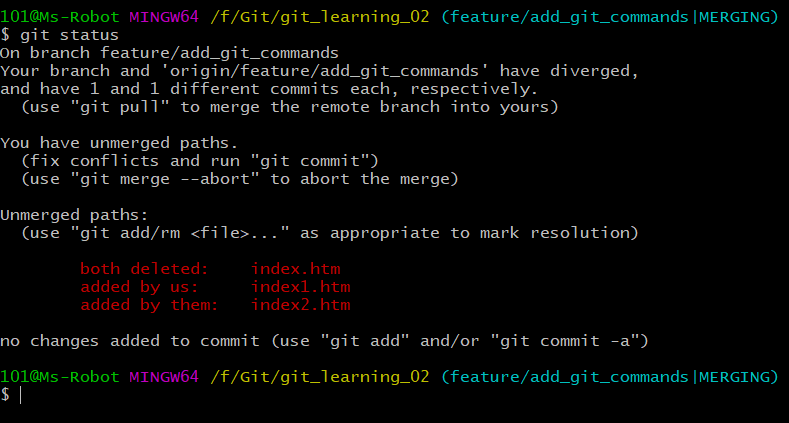 101@Ms-Robot MINGW64 /f/Git/git_learning_02 (feature/add_git_commands|MERGING)
$ git status
On branch feature/add_git_commands
Your branch and 'origin/feature/add_git_commands' have diverged,
and have 1 and 1 different commits each, respectively.
  (use "git pull" to merge the remote branch into yours)

You have unmerged paths.
  (fix conflicts and run "git commit")
  (use "git merge --abort" to abort the merge)

Unmerged paths:
  (use "git add/rm <file>..." as appropriate to mark resolution)

        both deleted:    index.htm
        added by us:     index1.htm
        added by them:   index2.htm

no changes added to commit (use "git add" and/or "git commit -a")

101@Ms-Robot MINGW64 /f/Git/git_learning_02 (feature/add_git_commands|MERGING)
$